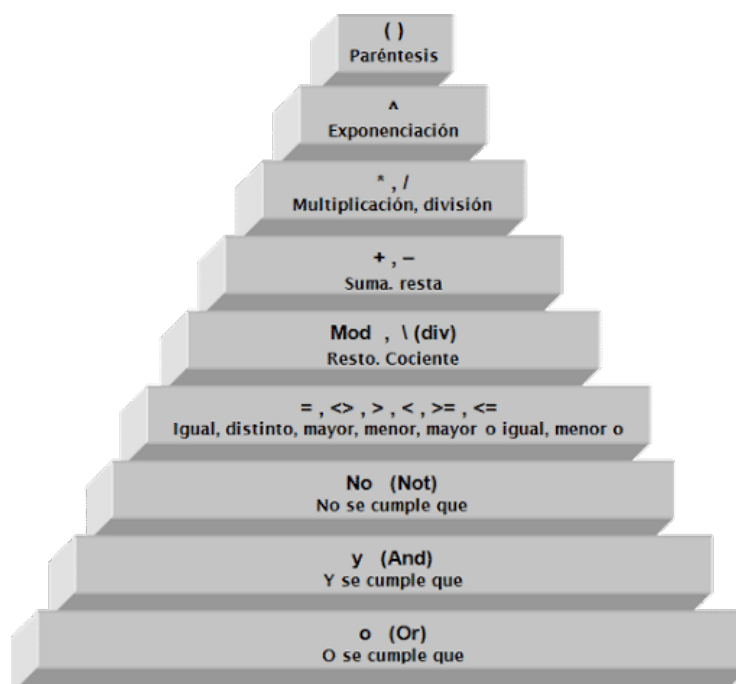 ( )
Paréntesis
^
Exponenciación
* , /
Multiplicación, división
+ , –
Suma. resta
Mod , \ (div)
Resto. Cociente
= , <> , > , < , >= , <=
Igual, distinto, mayor, menor, mayor o igual, menor o
No (Not)
No se cumple que
y (And)
Y se cumple que
o (Or)
O se cumple que